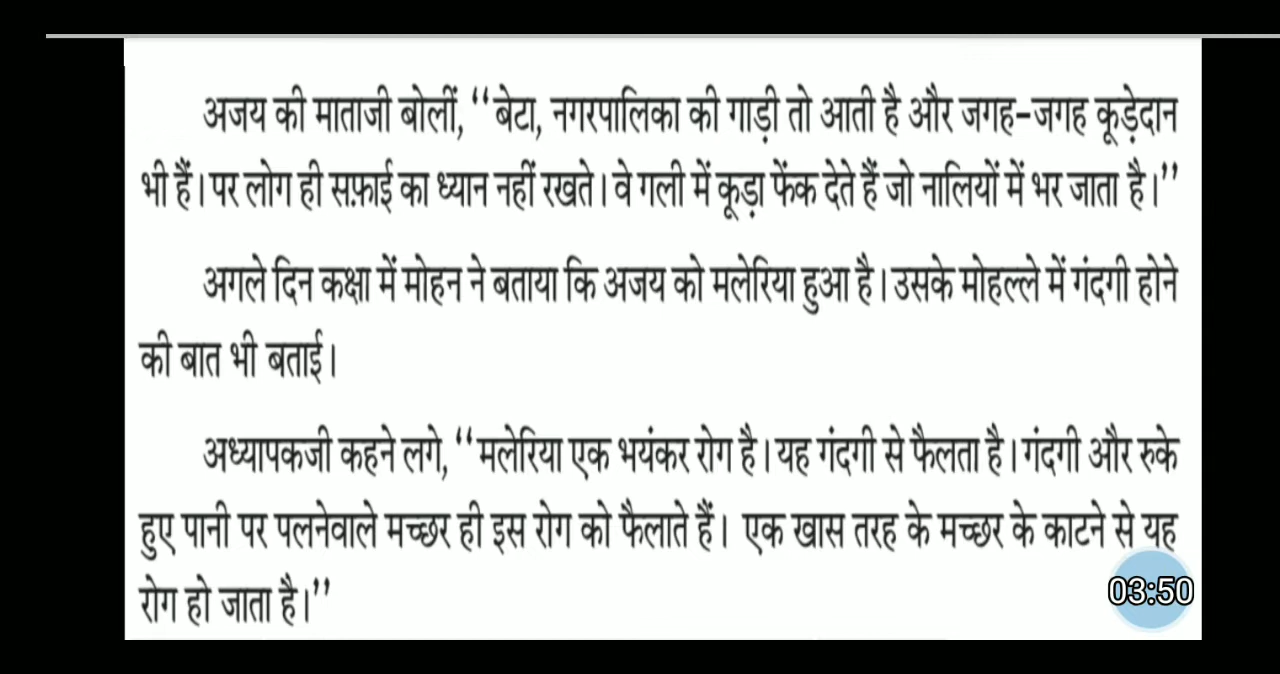 अजय की माताजी बोलीं, “बेटा, नगरपालिका की गाड़ी तो आती है और जगह-जगह कूड़ेदान
भी हैं। पर लोग ही सफ़ाई का ध्यान नहीं रखते। वे गली में कूड़ा फेंक देते हैं जो नालियों में भर जाता है।”
अगले दिन कक्षा में मोहन ने बताया कि अजय को मलेरिया हुआ है। उसके मोहल्ले में गंदगी होने
की बात भी बताई।
अध्यापकजी कहने लगे, “मलेरिया एक भयंकर रोग है। यह गंदगी से फैलता है। गंदगी और रुके
हुए पानी पर पलनेवाले मच्छर ही इस रोग को फैलाते हैं। एक खास तरह के मच्छर के काटने से यह
रोग हो जाता है।”
03:50